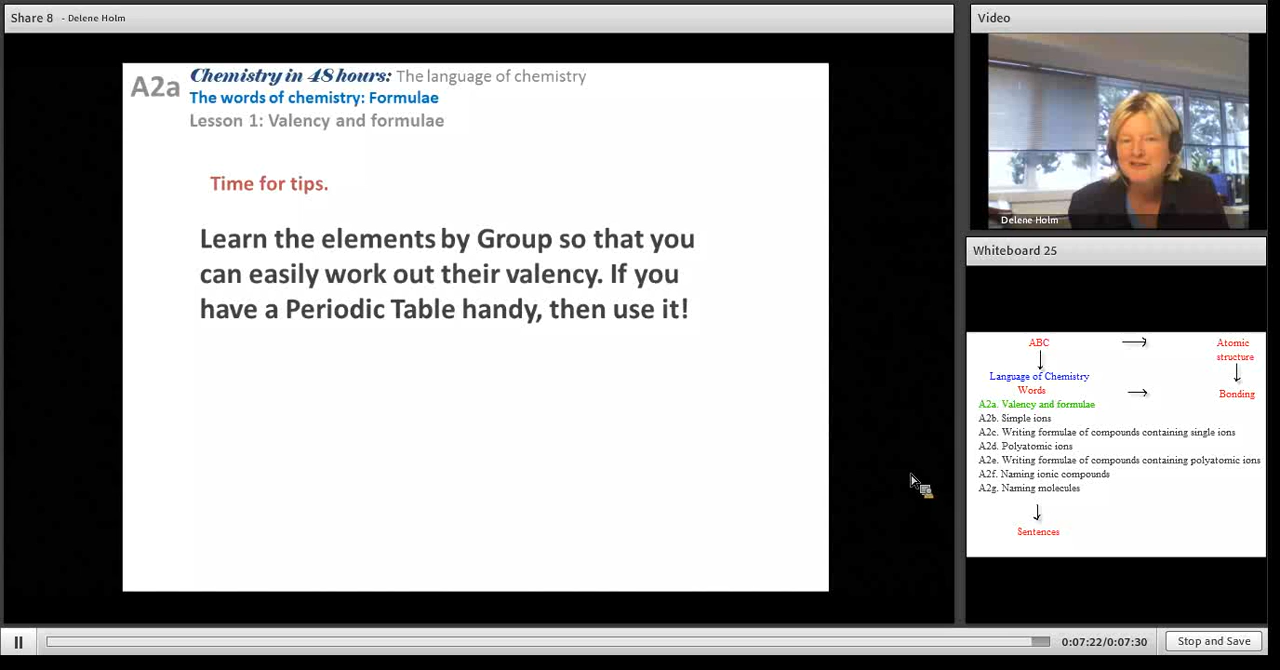 Share 8 - Delene Holm
A2a
Chemistry in 48 hours: The language of chemistry
The words of chemistry: Formulae
Lesson 1: Valency and formulae
Time for tips.
Learn the elements by Group so that you
can easily work out their valency. If you
have a Periodic Table handy, then use it!
Video
Delene Holm
Whiteboard 25
ABC
Atomic
structure
Language of Chemistry
Words
Bonding
A2a. Valency and formulae
A2b. Simple ions
A2c. Writing formulae of compounds containing single ions
A2d. Polyatomic ions
A2e. Writing formulae of compounds containing polyatomic ions
A2f. Naming ionic compounds
A2g. Naming molecules
Sentences
0:07:22/0:07:30
Stop and Save